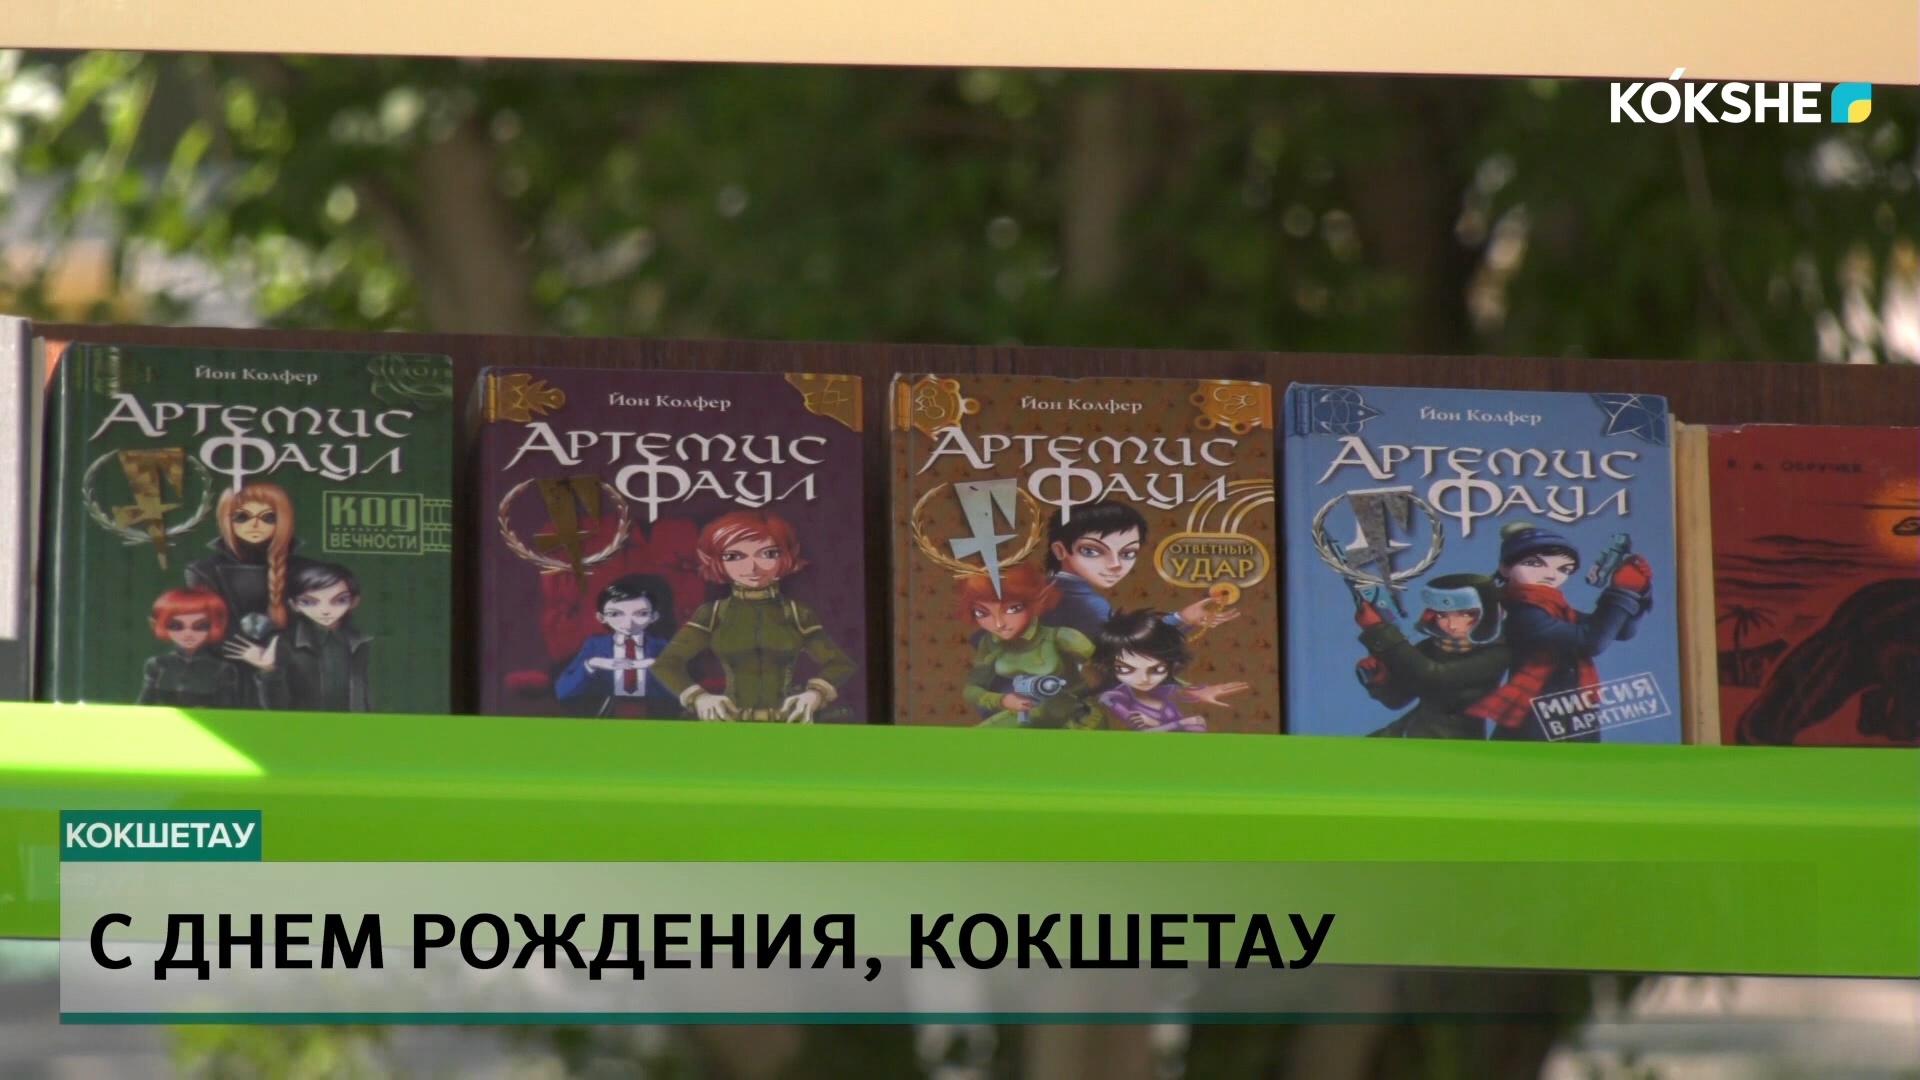 KÓKSHE
Йон Колфер
Артемис
Фаул
КОД
ВЕЧНОСТИ
Йон Колфер
Артемис
Фаул
Йон Колфер
Артемис
Фаул
ОТВЕТНЫЙ
УДАР
Йон Колфер
Артемис
Фаул
МИССИЯ
В АРКТИКУ
В. А. ОБРУЧЕВ
КОКШЕТАУ
С ДНЕМ РОЖДЕНИЯ, КОКШЕТАУ